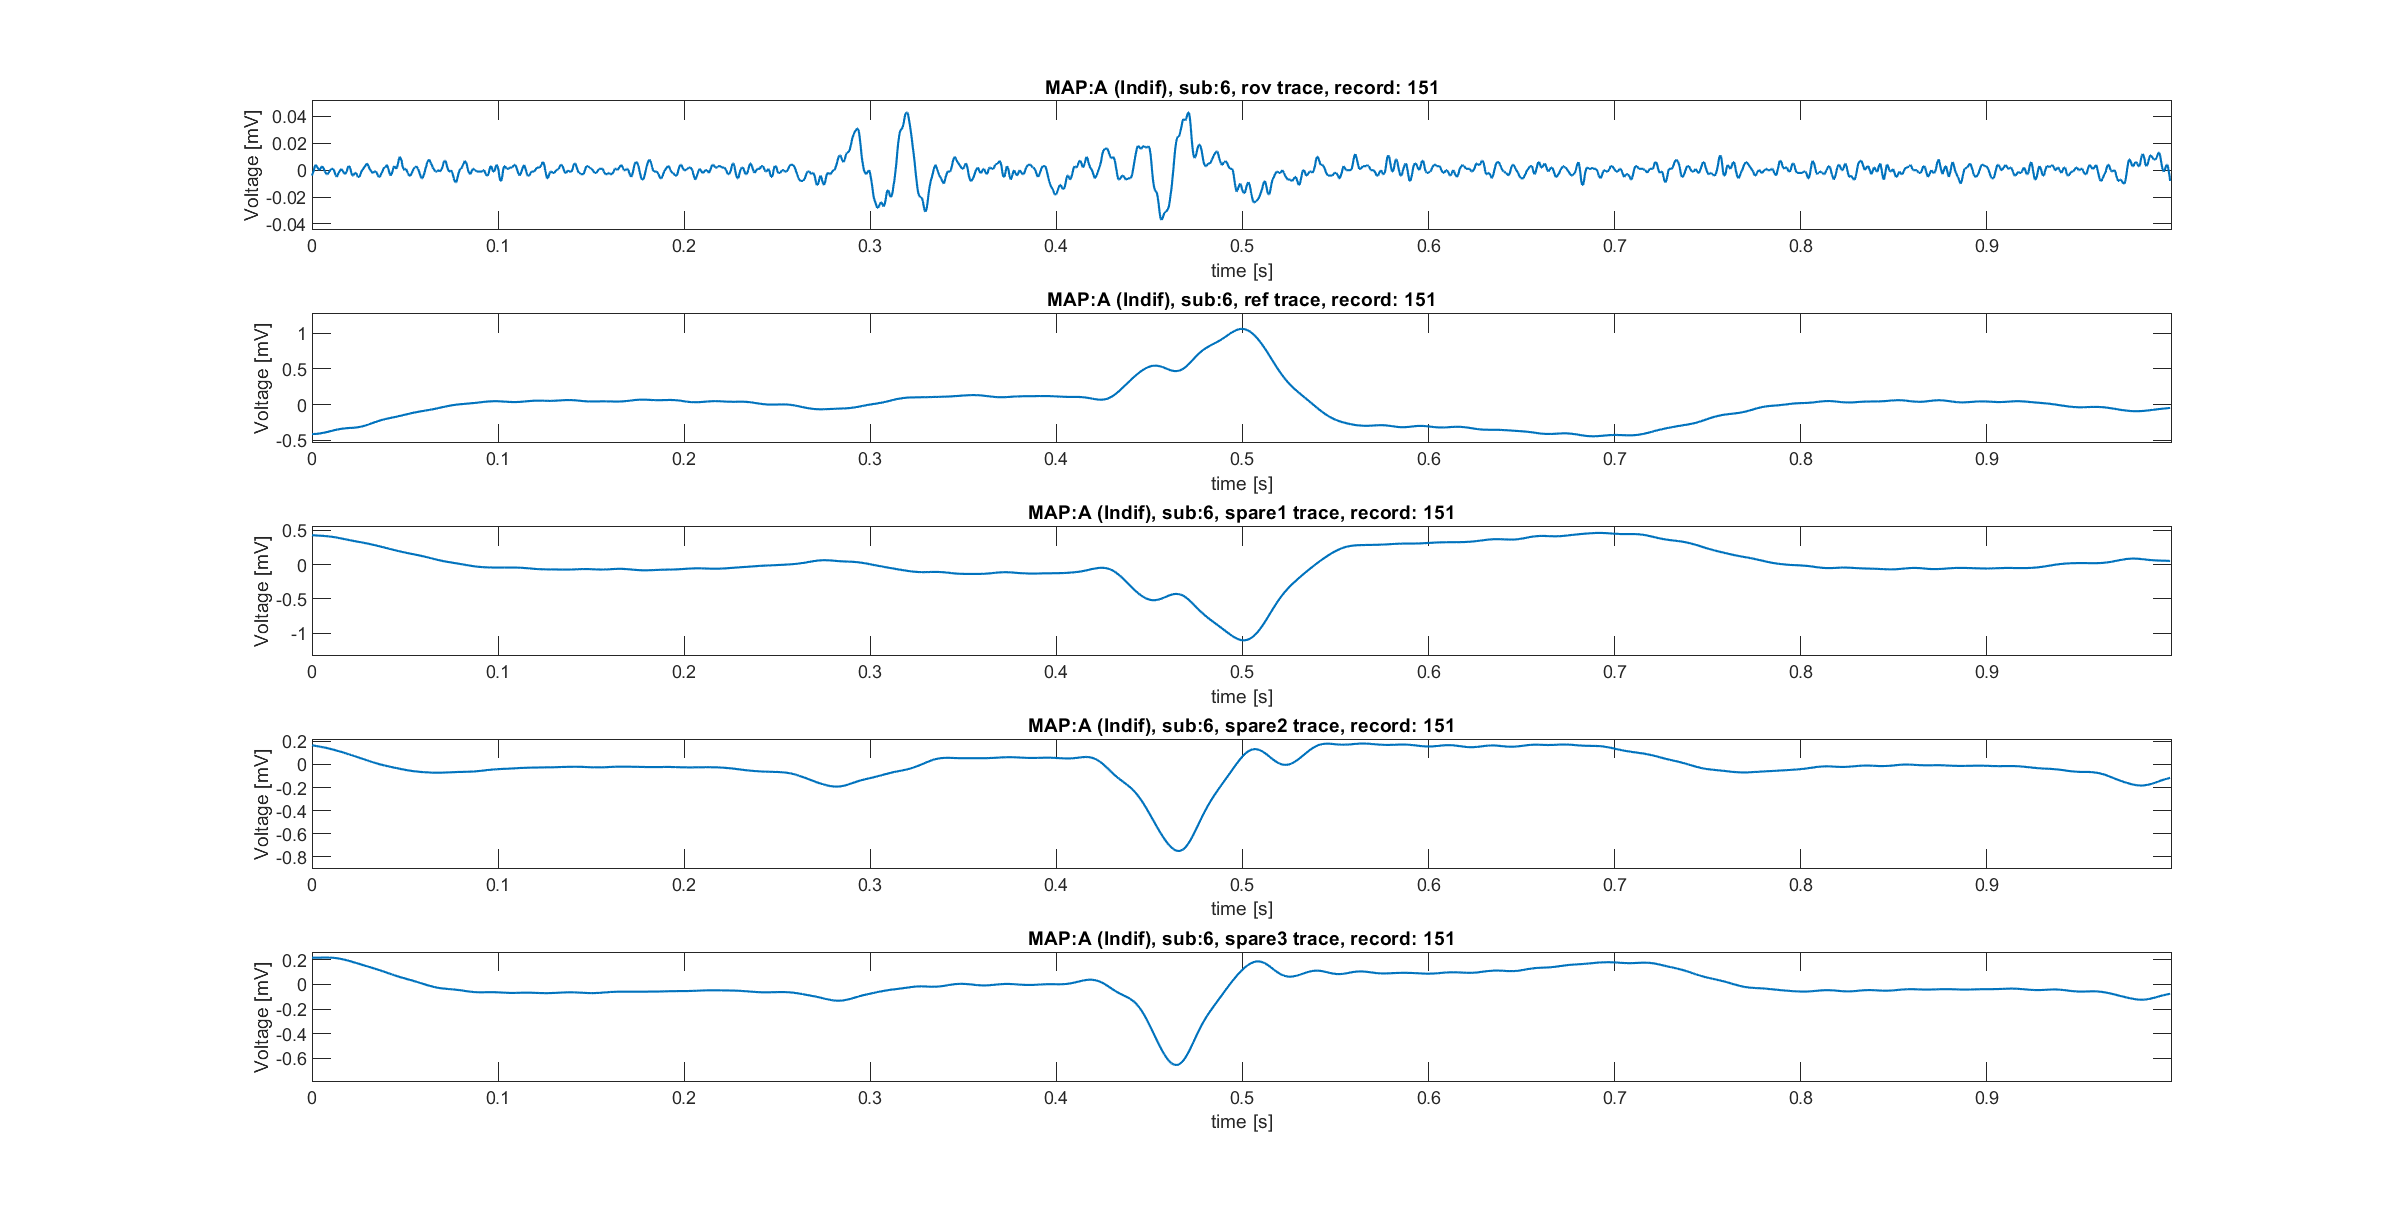 MAP:A (Indif), sub:6, rov trace, record: 151
Voltage [mV]
0.04
0.02
0
-0.02
-0.04
0 0.1 0.2 0.3 0.4 0.5 0.6 0.7 0.8 0.9
time [s]
MAP:A (Indif), sub:6, ref trace, record: 151
Voltage [mV]
1
0.5
0
-0.5
0 0.1 0.2 0.3 0.4 0.5 0.6 0.7 0.8 0.9
time [s]
MAP:A (Indif), sub:6, spare1 trace, record: 151
Voltage [mV]
0.5
0
-0.5
-1
0 0.1 0.2 0.3 0.4 0.5 0.6 0.7 0.8 0.9
time [s]
MAP:A (Indif), sub:6, spare2 trace, record: 151
Voltage [mV]
0.2
0
-0.2
-0.4
-0.6
-0.8
0 0.1 0.2 0.3 0.4 0.5 0.6 0.7 0.8 0.9
time [s]
MAP:A (Indif), sub:6, spare3 trace, record: 151
Voltage [mV]
0.2
0
-0.2
-0.4
-0.6
0 0.1 0.2 0.3 0.4 0.5 0.6 0.7 0.8 0.9
time [s]